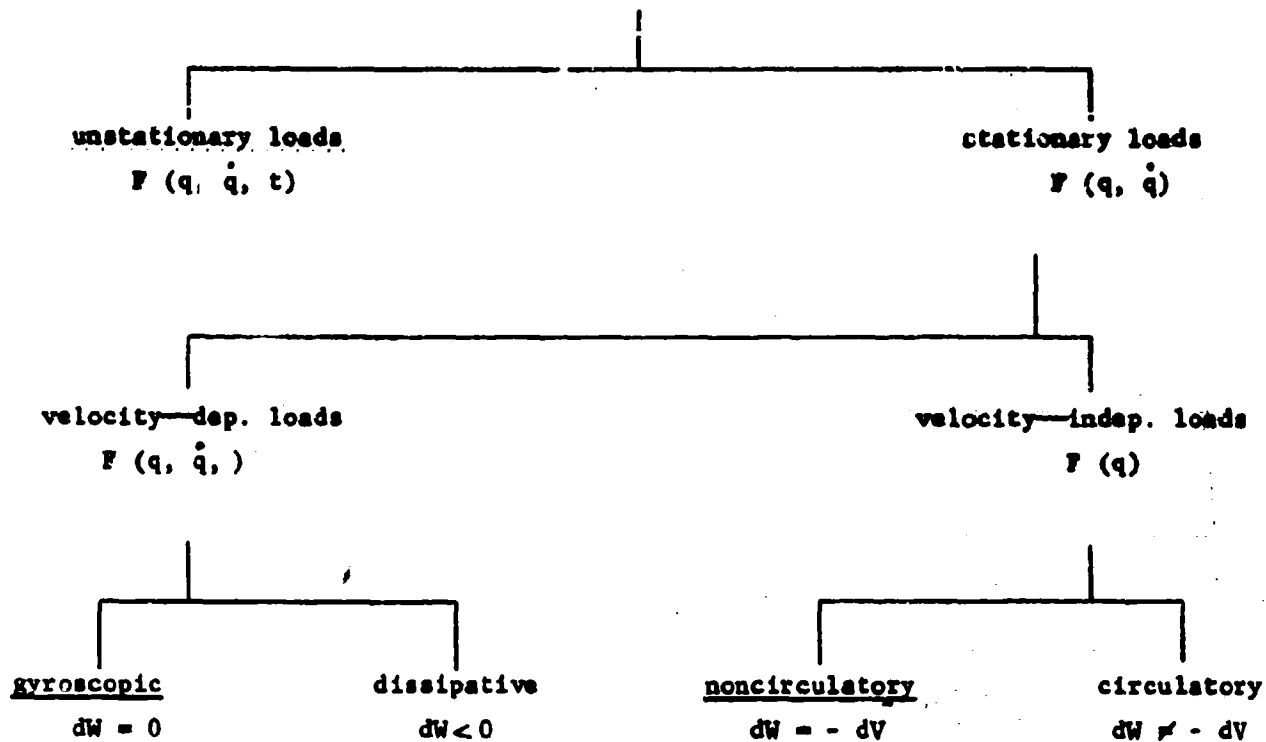 unstationary loads stationary loads
F (q, q̇, t) F (q, q̇)
velocity-dep. loads velocity-indep. loads
F (q, q̇, ) F (q)
gyroscopic dissipative noncirculatory circulatory
dW = 0 dW < 0 dW = - dV dW ≠ - dV